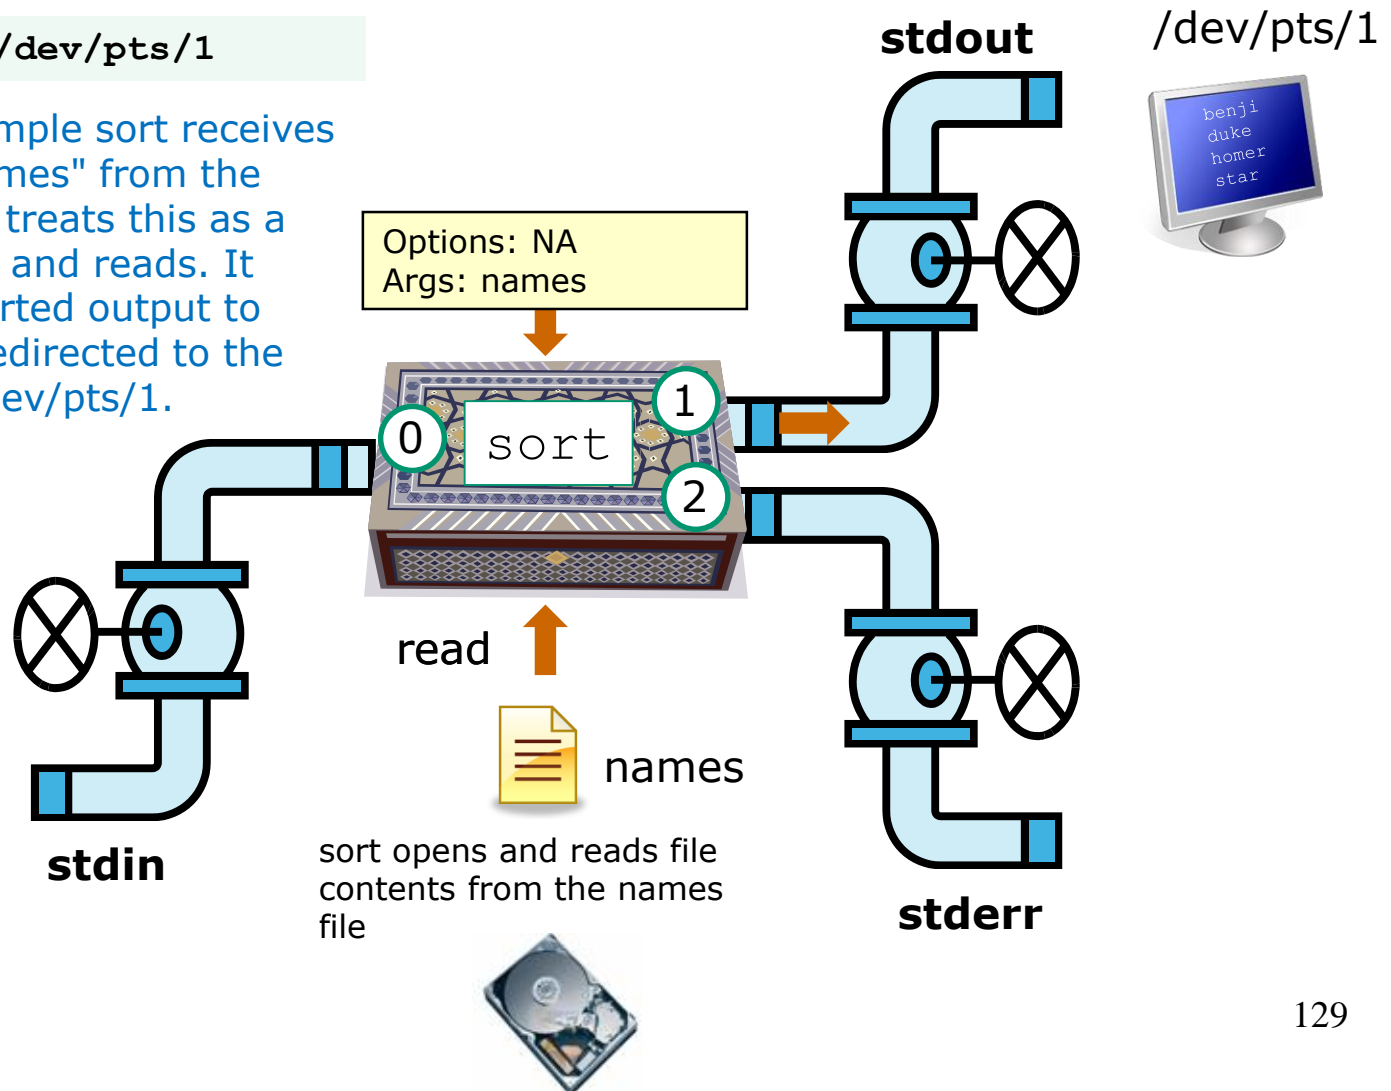 /dev/pts/1
mple sort receives
mes" from the
treats this as a
and reads. It
rted output to
edirected to the
ev/pts/1.
stdout
/dev/pts/1
benji
duke
homer
star
Options: NA
Args: names
0
sort
1
2
read
names
stdin
sort opens and reads file
contents from the names
file
stderr
129